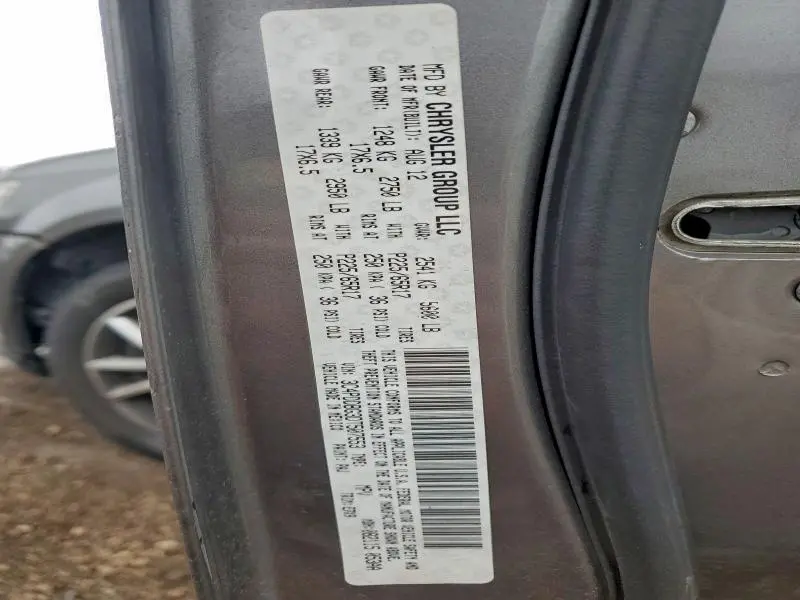 MFD BY CHRYSLER GROUP LLC
DATE OF MFR(BUILT): AUG 12 GVWR: 2541 KG 5600 LB
GAWR FRONT: 1248 KG 2750 LB WITH P225/65R17 TIRES
17X6.5 RIMS AT 250 KPA( 36 PSI) COLD
GAWR REAR: 1339 KG 2950 LB WITH P225/65R17 TIRES
17X6.5 RIMS AT 250 KPA( 36 PSI) COLD
THIS VEHICLE CONFORMS TO ALL APPLICABLE U.S.A. FEDERAL MOTOR VEHICLE SAFETY AND
THEFT PREVENTION STANDARDS IN EFFECT ON THE DATE OF MANUFACTURE SHOWN ABOVE.
VIN: TYPE: MPV
VEHICLE MADE IN MEXICO PAINT: TRIM: